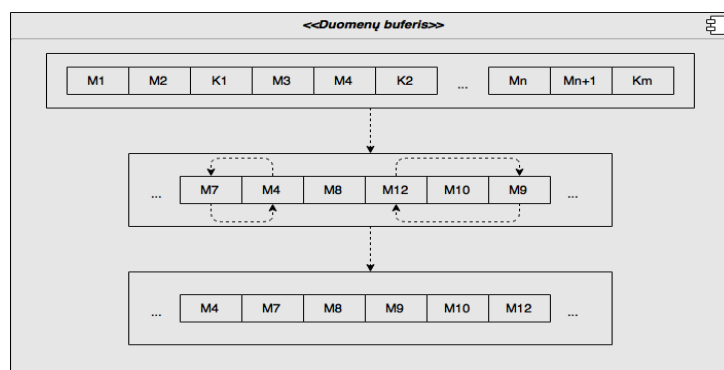 <<Duomenų buferis>>
M1 M2 K1 M3 M4 K2 ... Mn Mn+1 Km
... M7 M4 M8 M12 M10 M9 ...
... M4 M7 M8 M9 M10 M12 ...